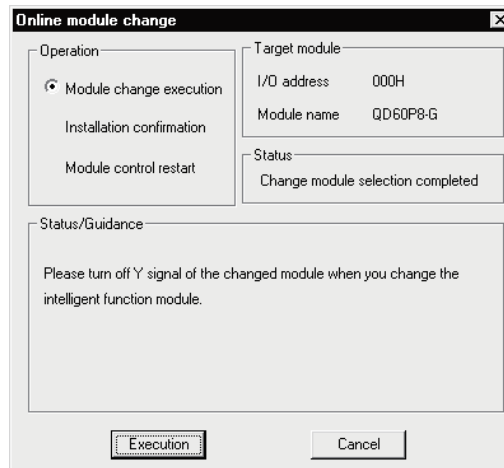 Online module change
Operation
Module change execution
Installation confirmation
Module control restart
Target module
I/O address 000H
Module name QD60P8-G
Status
Change module selection completed
Status/Guidance
Please turn off Y signal of the changed module when you change the
intelligent function module.
Execution
Cancel